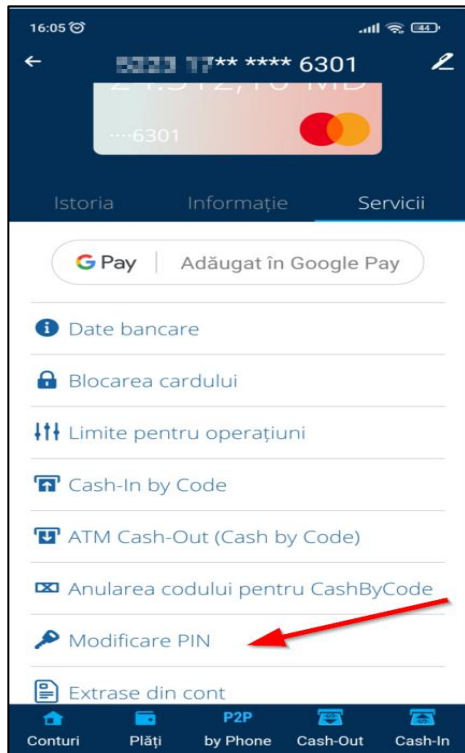 16:05
44
** **** 6301
····6301
Istoria Informație Servicii
G Pay Adăugat în Google Pay
Date bancare
Blocarea cardului
Limite pentru operațiuni
Cash-In by Code
ATM Cash-Out (Cash by Code)
Anularea codului pentru CashByCode
Modificare PIN
Extrase din cont
P2P
Conturi Plăți by Phone Cash-Out Cash-In